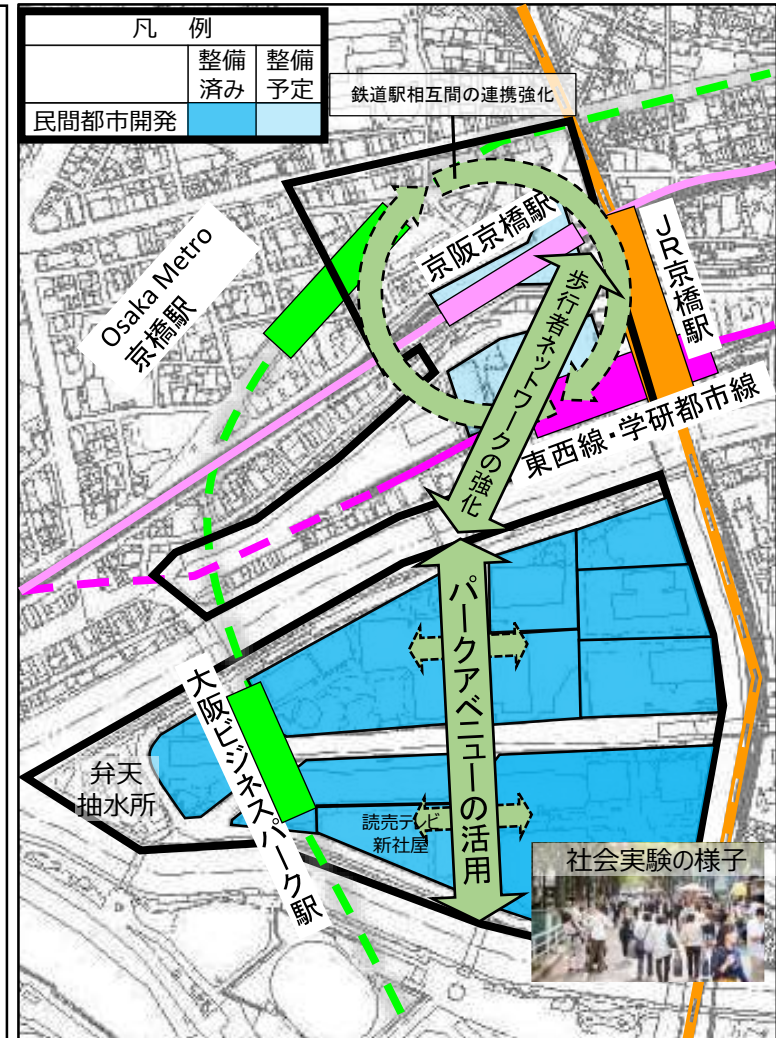 凡　例
整備
済み
整備
予定
民間都市開発
鉄道駅相互間の連携強化
Osaka Metro
京橋駅
京阪京橋駅
JR京橋駅
歩行者ネットワークの強化
東西線・学研都市線
パークアベニューの活用
大阪ビジネスパーク駅
弁天
抽水所
読売テレビ
新社屋
社会実験の様子